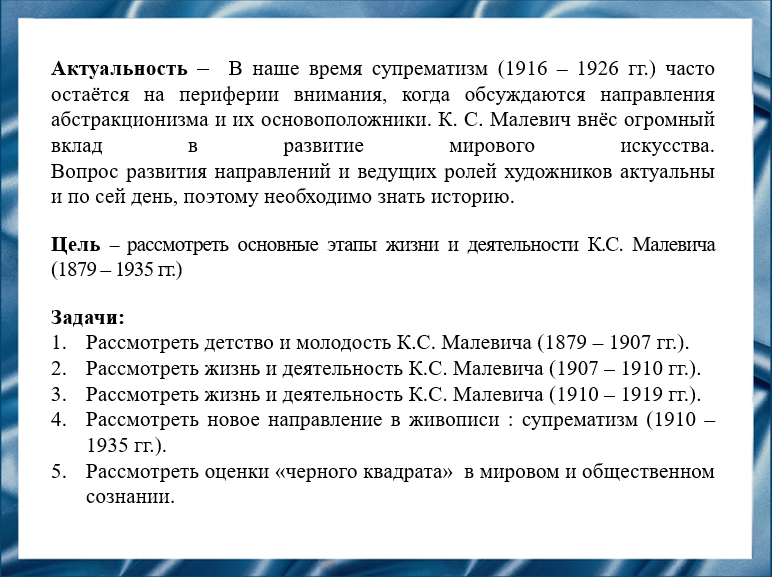 Актуальность – В наше время супрематизм (1916 – 1926 гг.) часто
остаётся на периферии внимания, когда обсуждаются направления
абстракционизма и их основоположники. К. С. Малевич внёс огромный
вклад в развитие мирового искусства.
Вопрос развития направлений и ведущих ролей художников актуальны
и по сей день, поэтому необходимо знать историю.
Цель – рассмотреть основные этапы жизни и деятельности К.С. Малевича
(1879 – 1935 гг.)
Задачи:
1. Рассмотреть детство и молодость К.С. Малевича (1879 – 1907 гг.).
2. Рассмотреть жизнь и деятельность К.С. Малевича (1907 – 1910 гг.).
3. Рассмотреть жизнь и деятельность К.С. Малевича (1910 – 1919 гг.).
4. Рассмотреть новое направление в живописи : супрематизм (1910 –
1935 гг.).
5. Рассмотреть оценки «черного квадрата» в мировом и общественном
сознании.